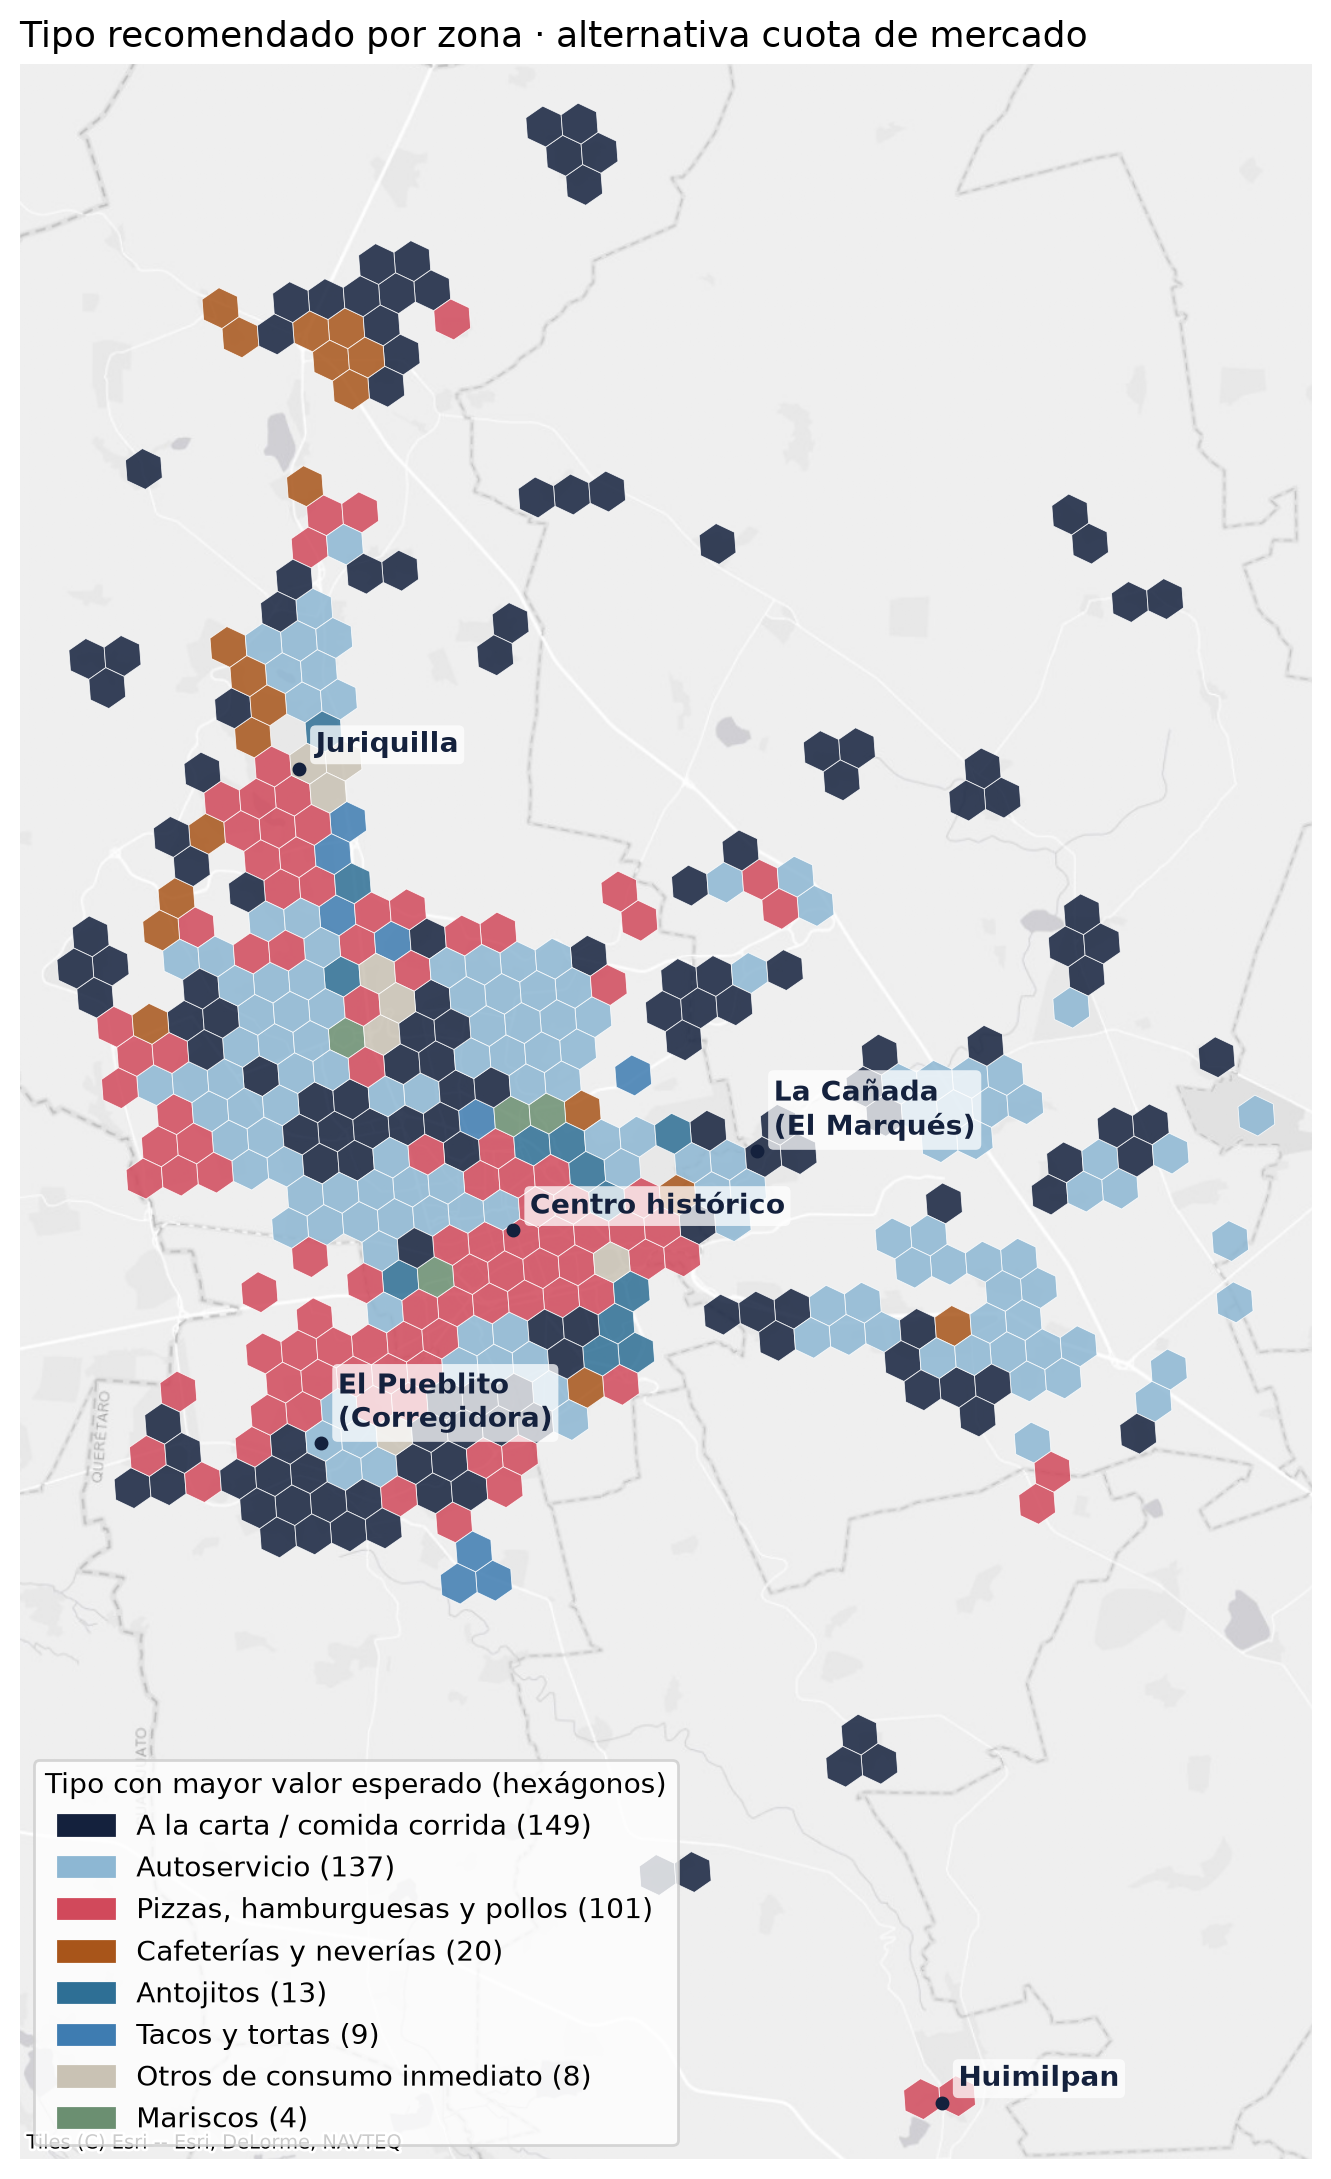 Tipo recomendado por zona · alternativa cuota de mercado
Juriquilla
La Cañada
(El Marqués)
Centro histórico
El Pueblito
(Corregidora)
QUERÉTARO
Tipo con mayor valor esperado (hexágonos)
A la carta / comida corrida (149)
Autoservicio (137)
Pizzas, hamburguesas y pollos (101)
Cafeterías y neverías (20)
Antojitos (13)
Tacos y tortas (9)
Otros de consumo inmediato (8)
Mariscos (4)
Huimilpan
Tiles (C) Esri -- Esri, DeLorme, NAVTEQ